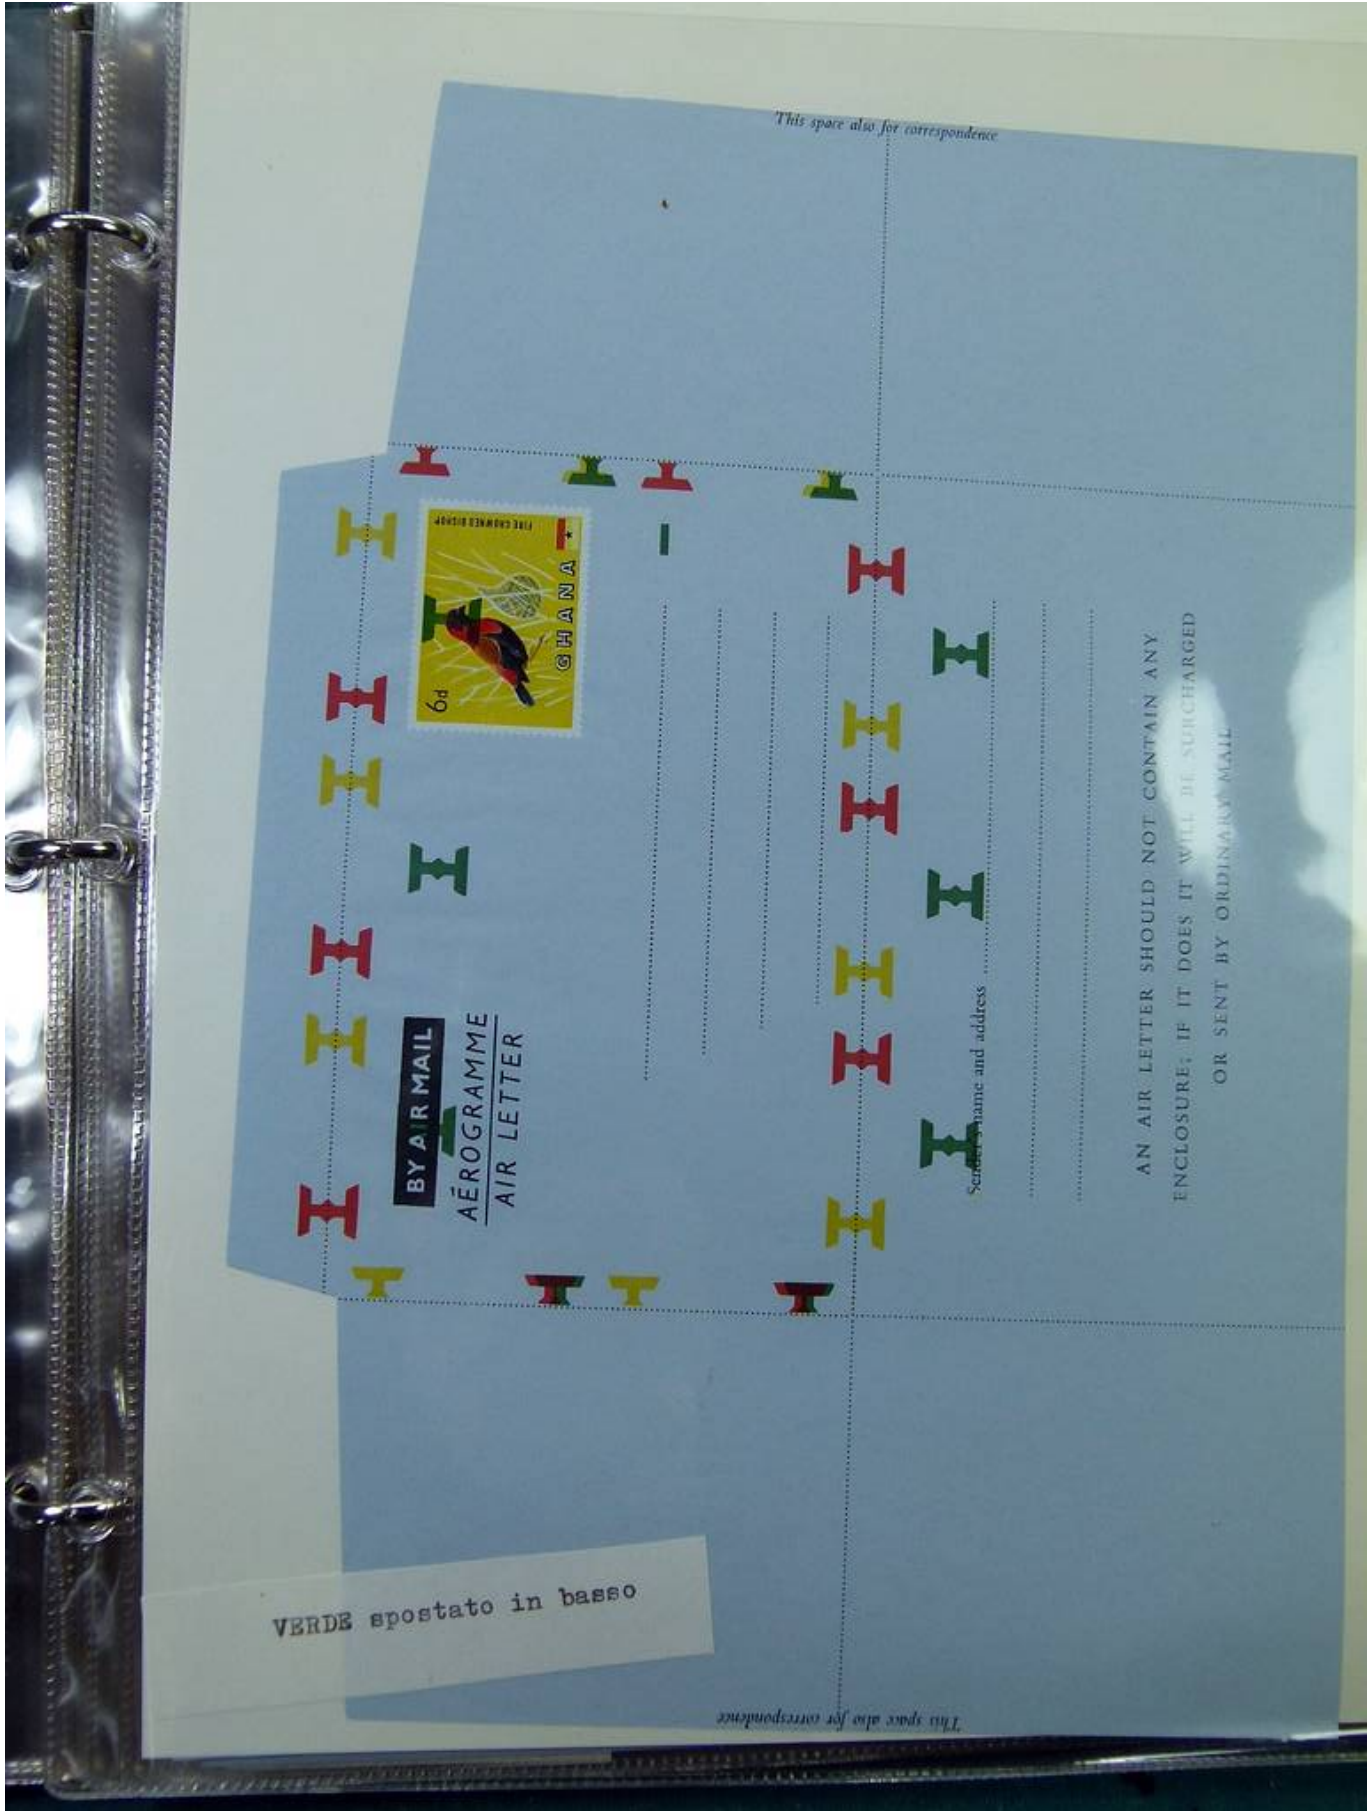 This space also for correspondence
FIRE CROWNED BISHOP
GHANA
6d
BY AIR MAIL
AÉROGRAMME
AIR LETTER
Sender's name and address
AN AIR LETTER SHOULD NOT CONTAIN ANY
ENCLOSURE; IF IT DOES IT WILL BE SURCHARGED
OR SENT BY ORDINARY MAIL
VERDE spostato in basso
This space also for correspondence